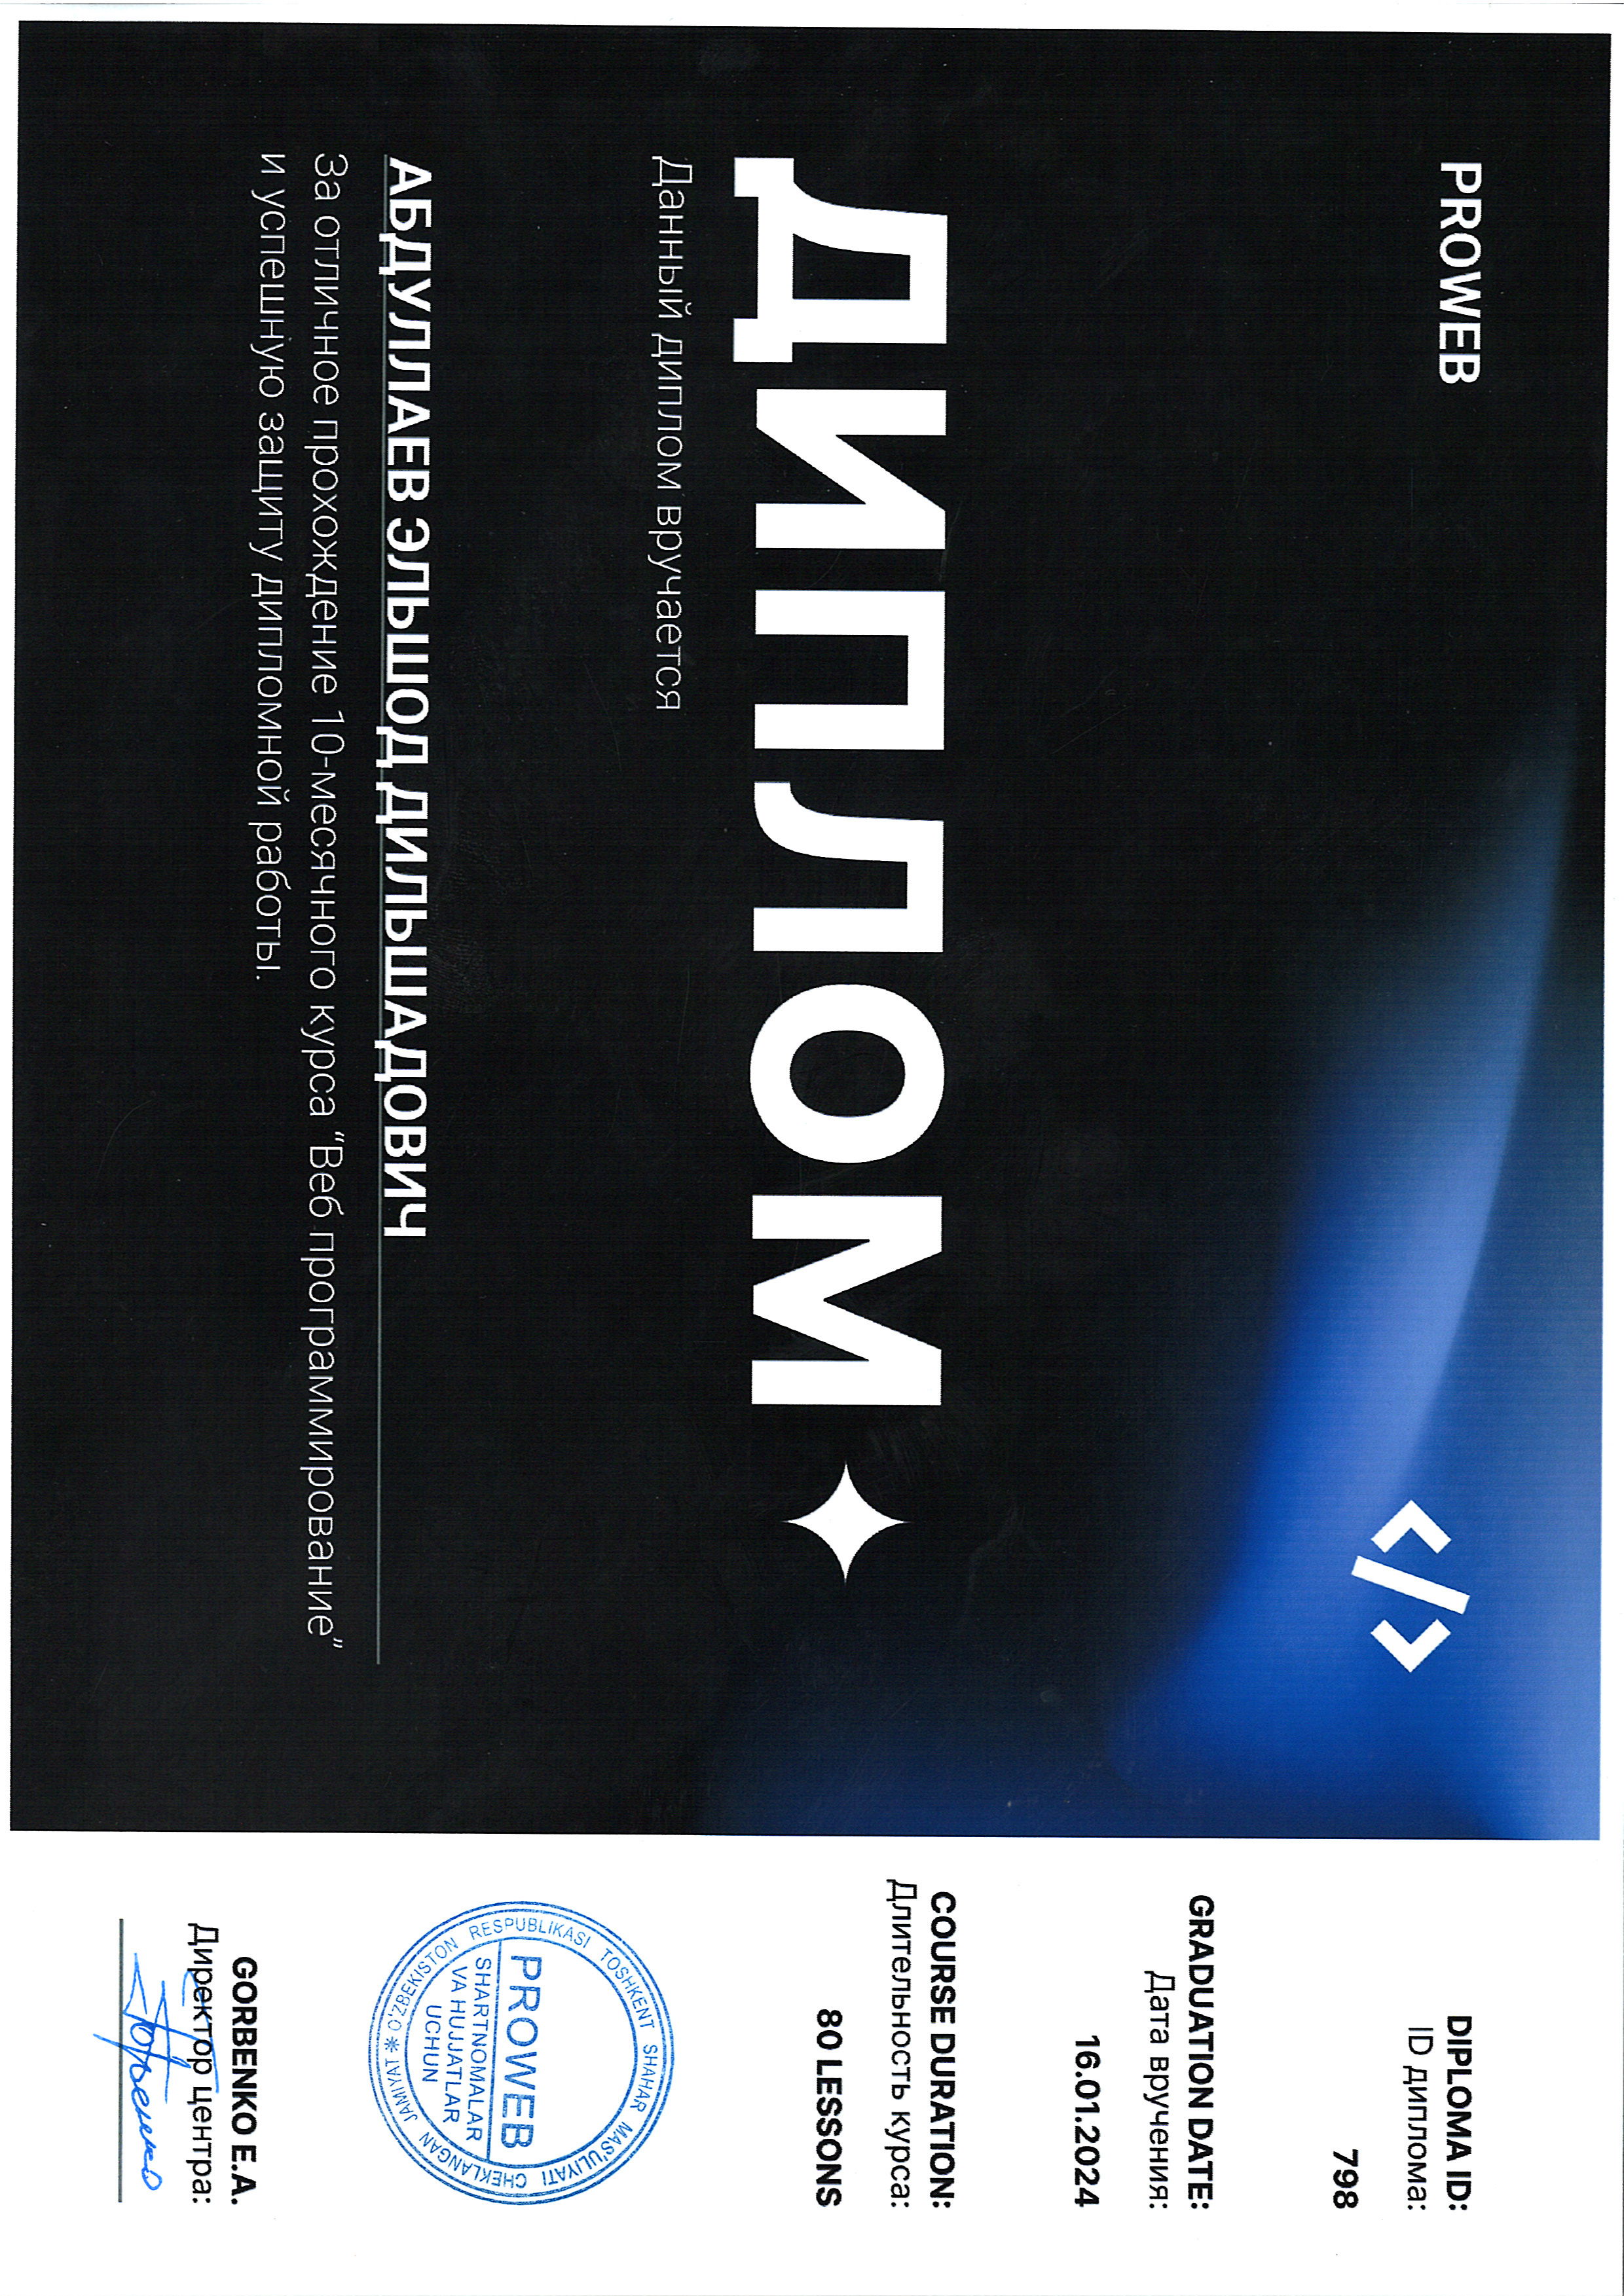 PROWEB
</>
ДИПЛОМ
Данный диплом вручается
АБДУЛЛАЕВ ЭЛЬШОД ДИЛЬШАДОВИЧ
За отличное прохождение 10-месячного курса “Веб программирование”
и успешную защиту дипломной работы.
DIPLOMA ID:
ID диплома:
798
GRADUATION DATE:
Дата вручения:
16.01.2024
COURSE DURATION:
Длительность курса:
80 LESSONS
O'ZBEKISTON RESPUBLIKASI TOSHKENT SHAHAR MAS'ULIYATI CHEKLANGAN JAMIYAT
PROWEB
SHARTNOMALAR
VA HUJJATLAR
UCHUN
GORBENKO E.A.
Директор центра:
Горбенко